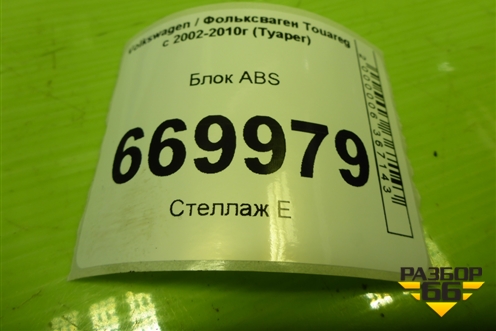 Volkswagen / Фольксваген Touareg
с 2002-2010г (Туарег)
Блок ABS
669979
Стеллаж Е
РАЗБОР
66